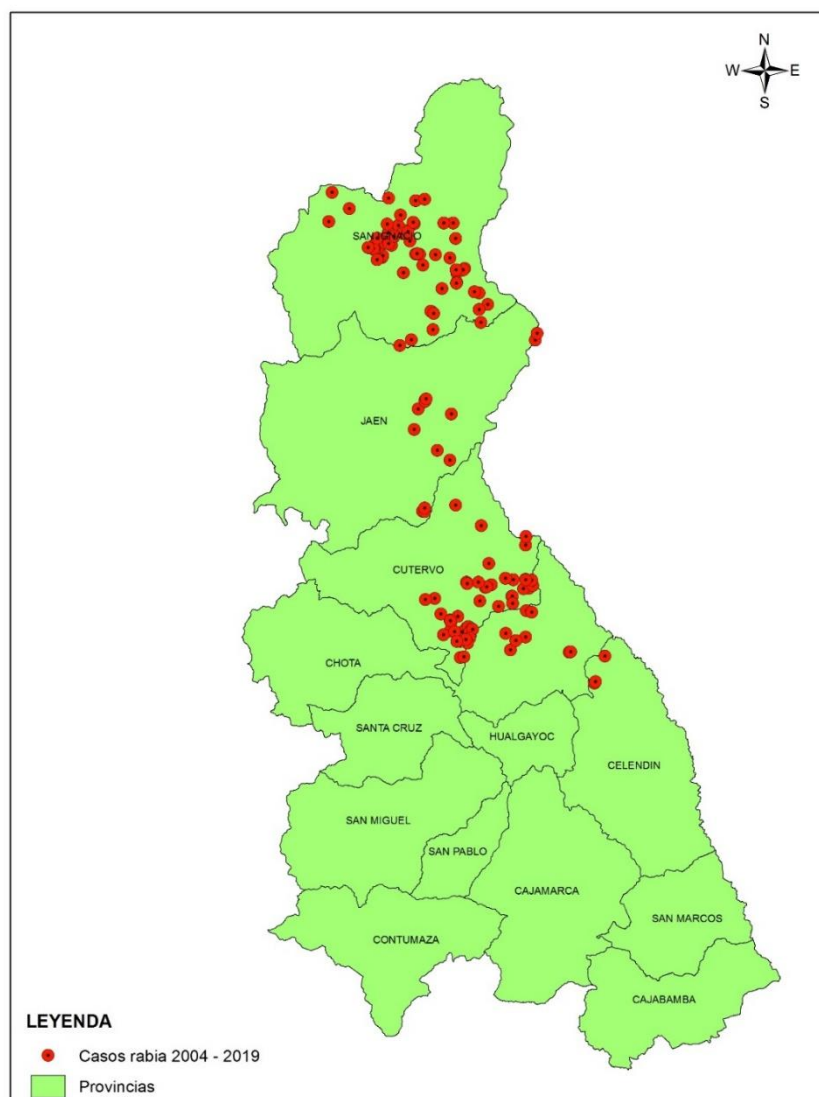 N
W E
S
SAN IGNACIO
JAEN
CUTERVO
CHOTA
SANTA CRUZ
HUALGAYOC
CELENDIN
SAN MIGUEL
SAN PABLO
CAJAMARCA
SAN MARCOS
CONTUMAZA
CAJABAMBA
LEYENDA
Casos rabia 2004 - 2019
Provincias